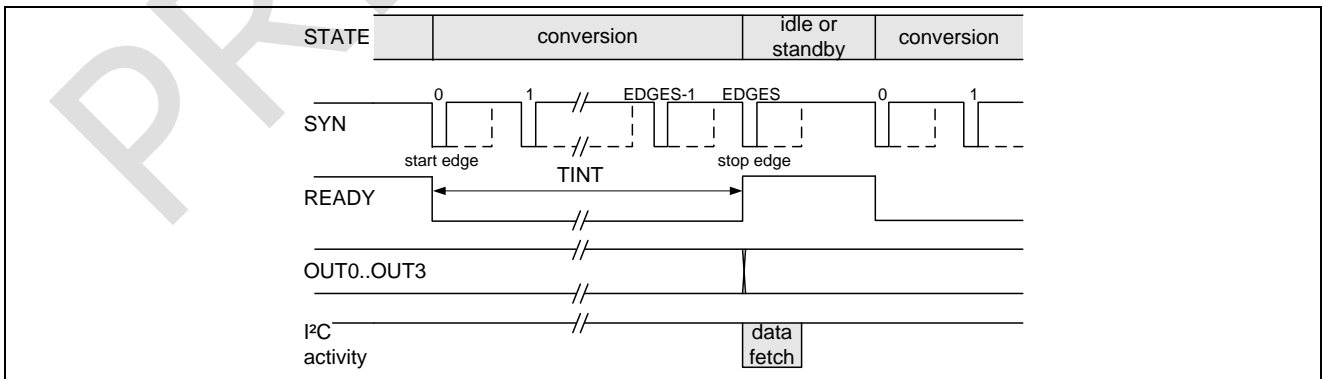 PR
STATE
conversion
idle or
standby
conversion
0
1
EDGES-1
EDGES
0
1
SYN
start edge
stop edge
TINT
READY
OUT0..OUT3
I²C
activity
data
fetch